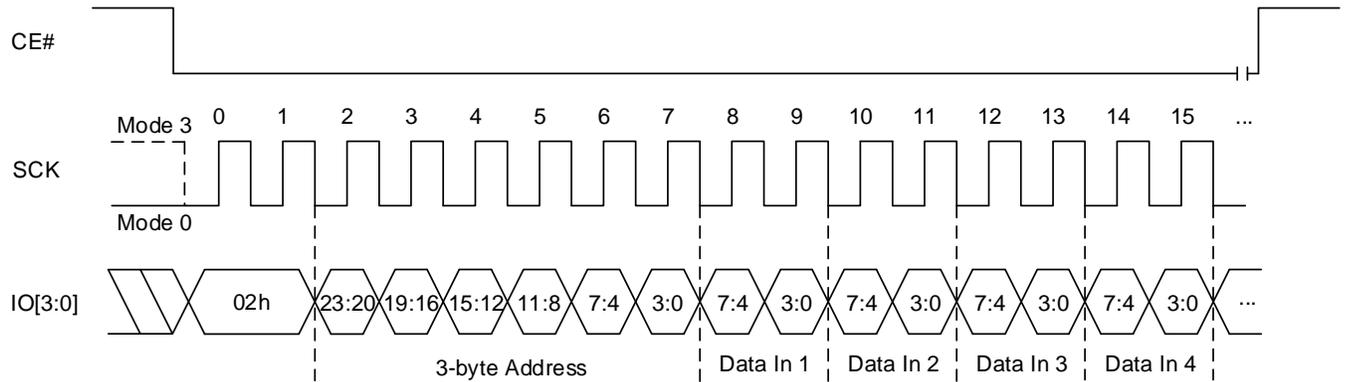 CE#
Mode 3
0 1 2 3 4 5 6 7 8 9 10 11 12 13 14 15 ...
SCK
Mode 0
IO[3:0]
02h 23:20 19:16 15:12 11:8 7:4 3:0 7:4 3:0 7:4 3:0 7:4 3:0 7:4 3:0 ...
3-byte Address Data In 1 Data In 2 Data In 3 Data In 4